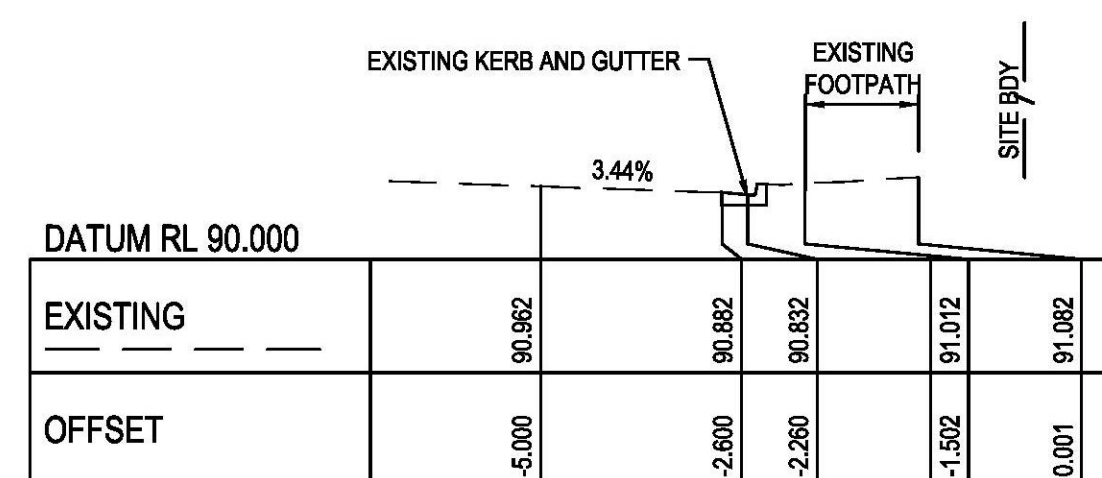 EXISTING KERB AND GUTTER
EXISTING
FOOTPATH
SITE BDY
3.44%
DATUM RL 90.000
EXISTING
90.962
90.882
90.832
91.012
91.082
OFFSET
-5.000
-2.600
-2.260
-1.502
0.001